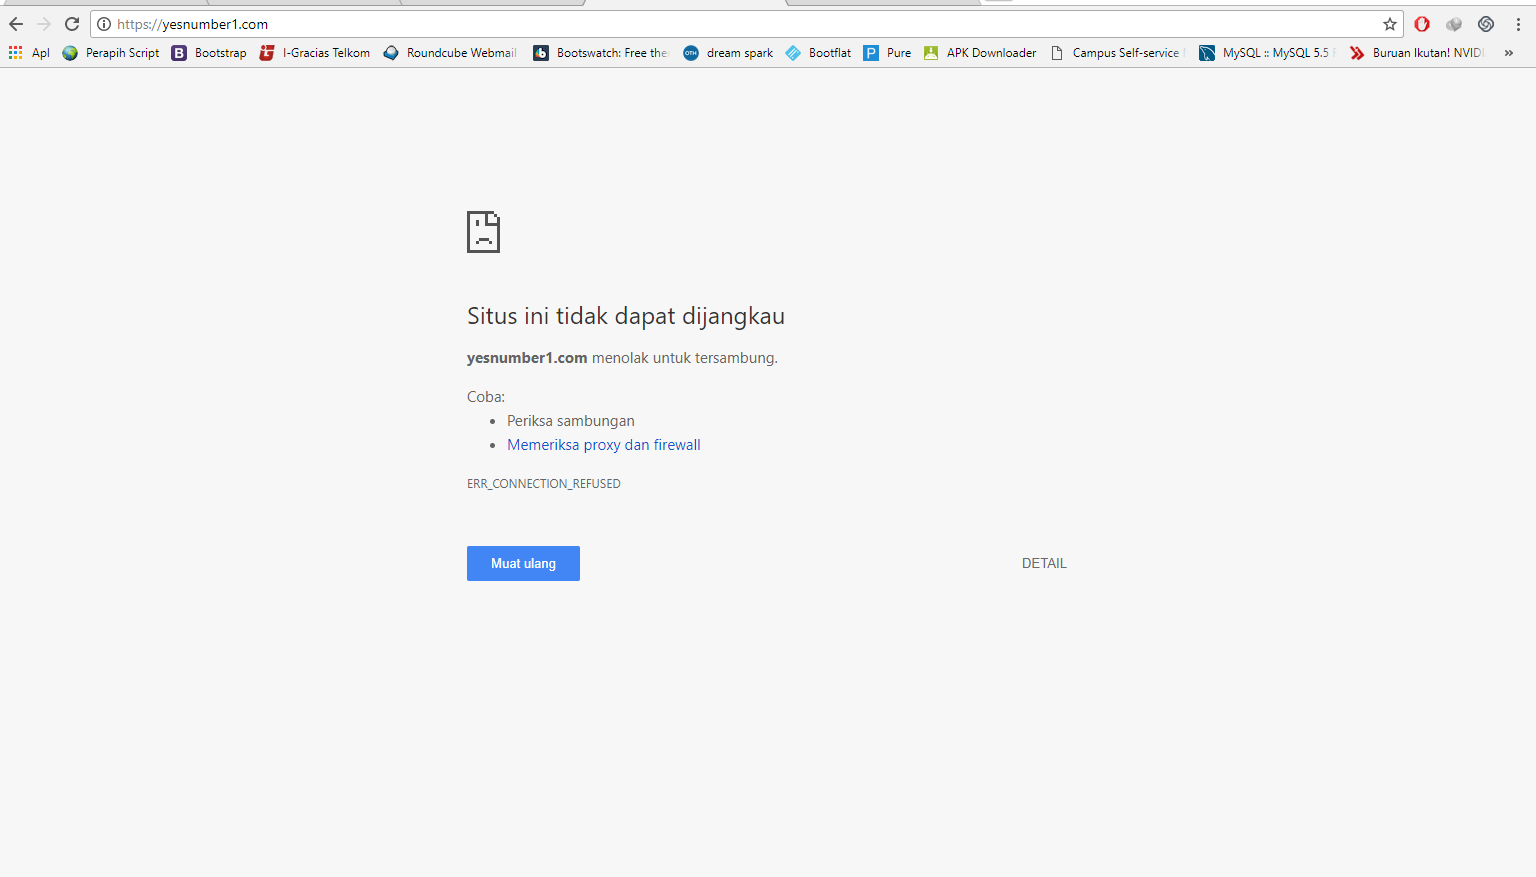 https://yesnumber1.com
Apl Perapih Script Bootstrap I-Gracias Telkom Roundcube Webmail Bootswatch: Free the dream spark Bootflat Pure APK Downloader Campus Self-service MySQL :: MySQL 5.5 Buruan Ikutan! NVID »
Situs ini tidak dapat dijangkau
yesnumber1.com menolak untuk tersambung.
Coba:
• Periksa sambungan
• Memeriksa proxy dan firewall
ERR_CONNECTION_REFUSED
Muat ulang DETAIL